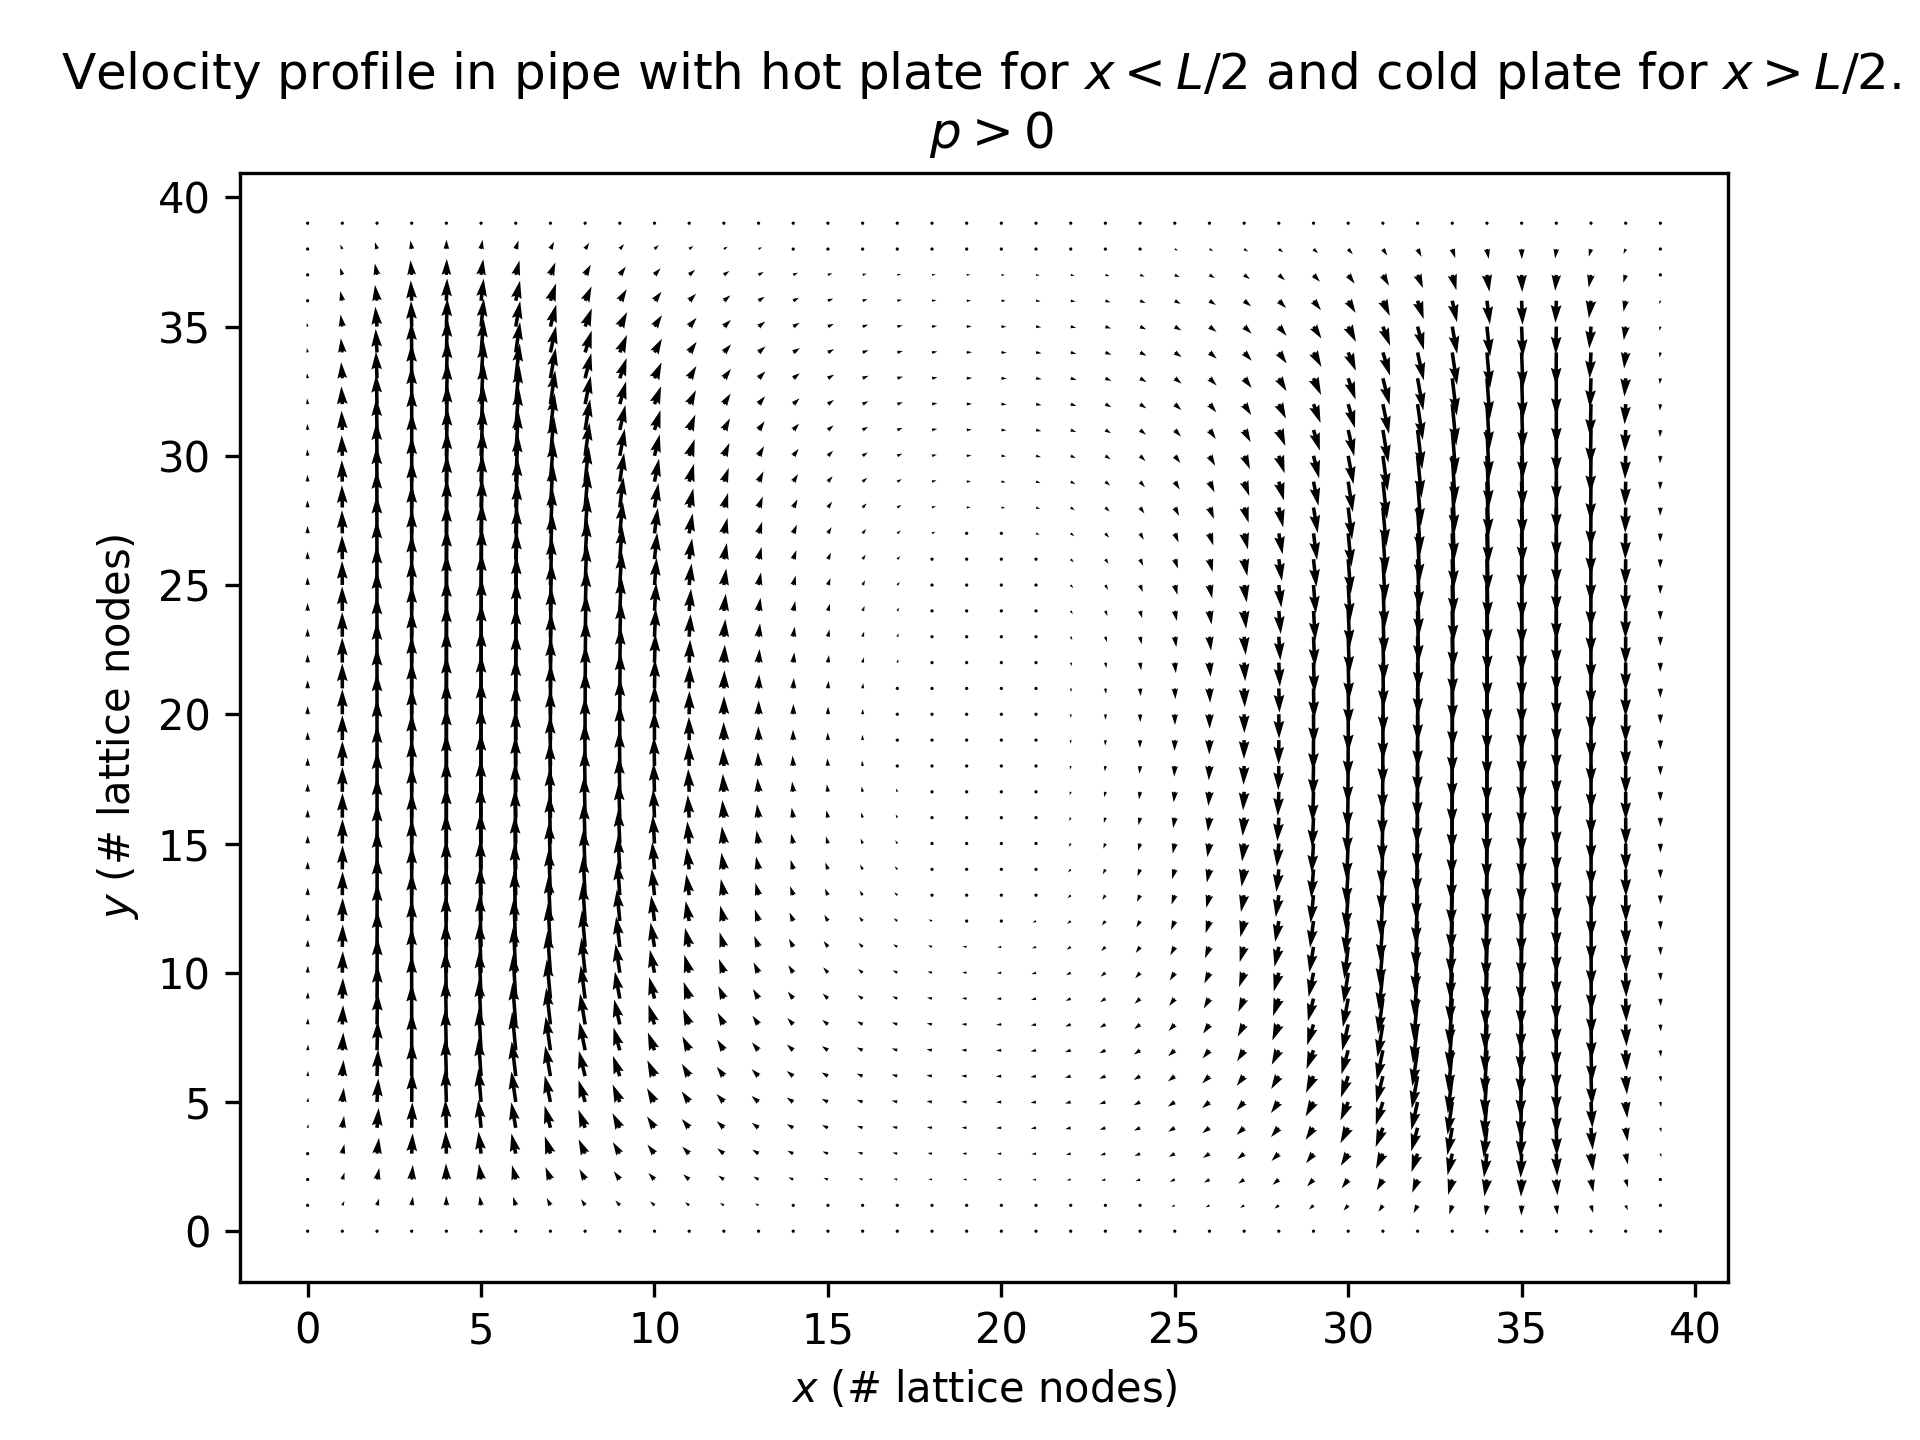 Velocity profile in pipe with hot plate for x < L/2 and cold plate for x > L/2.
p > 0
40
35
30
25
20
15
10
5
0
y (# lattice nodes)
0 5 10 15 20 25 30 35 40
x (# lattice nodes)